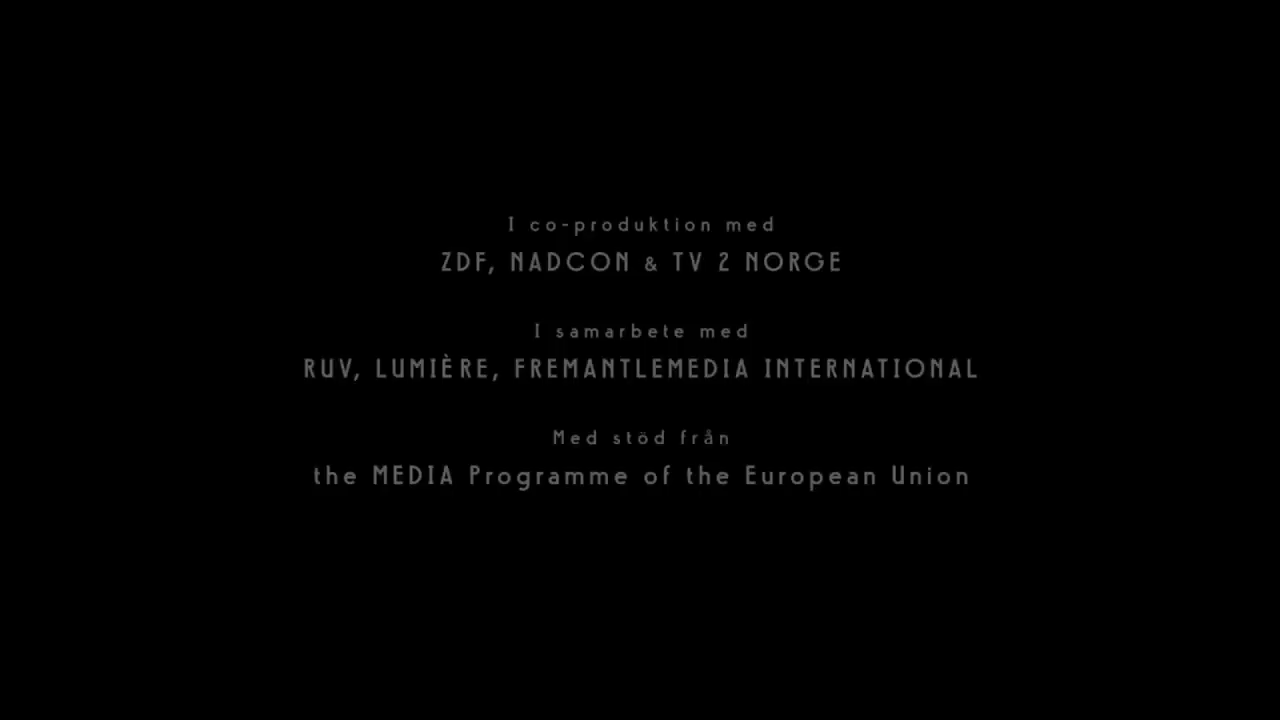 I co-produktion med
ZDF, NADCON & TV 2 NORGE
I samarbete med
RUV, LUMIÈRE, FREMANTLEMEDIA INTERNATIONAL
Med stöd från
the MEDIA Programme of the European Union